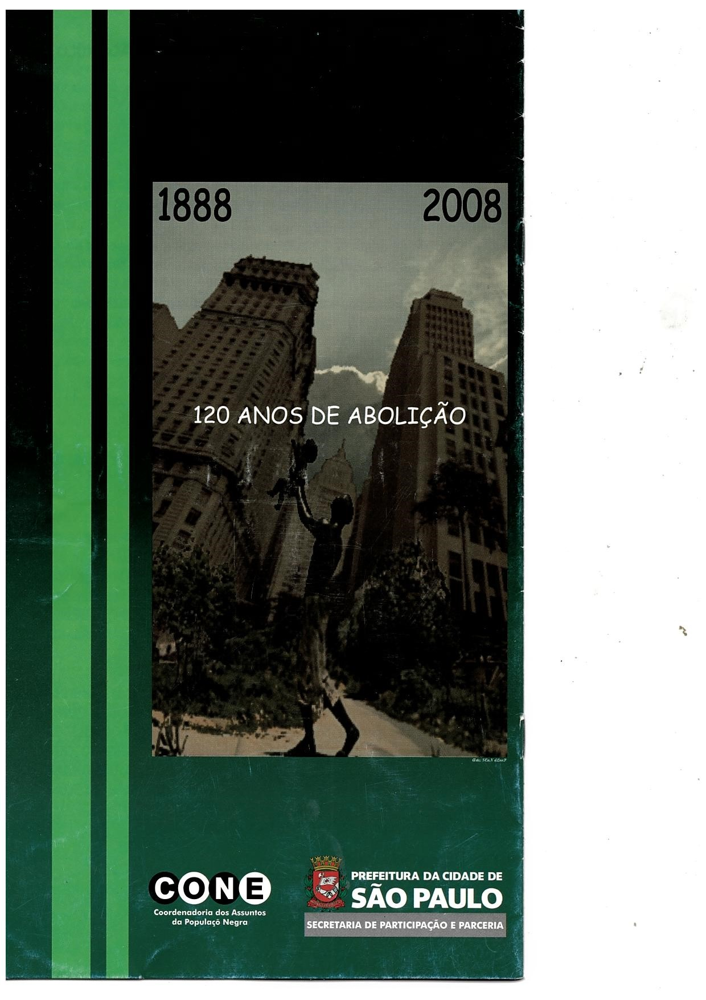 1888 2008
120 ANOS DE ABOLIÇÃO
Arte:
CONE
Coordenadoria dos Assuntos
da Populaçõ Negra
PREFEITURA DA CIDADE DE
SÃO PAULO
SECRETARIA DE PARTICIPAÇÃO E PARCERIA